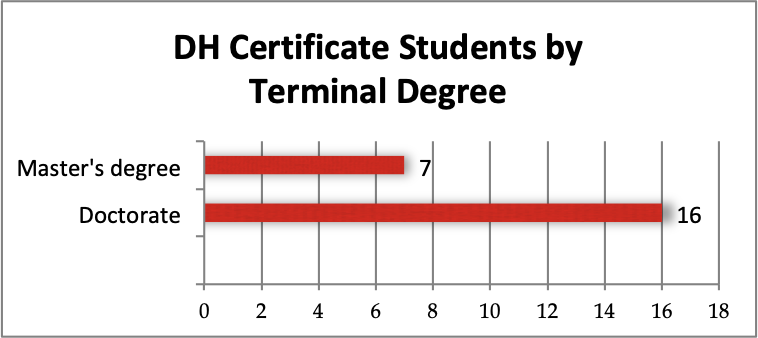 DH Certificate Students by
Terminal Degree
Master's degree 7
Doctorate 16
0 2 4 6 8 10 12 14 16 18